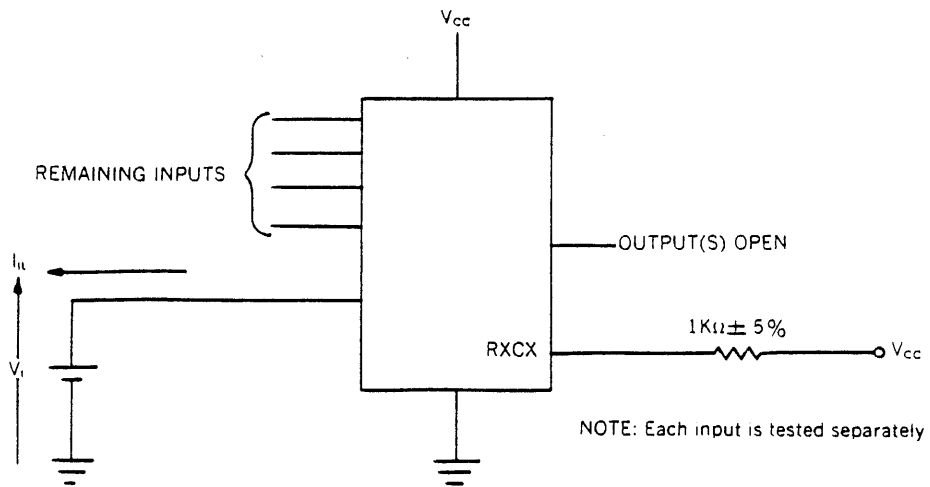 Vcc
REMAINING INPUTS
OUTPUT(S) OPEN
IIL
1KΩ ± 5%
RXCX
Vcc
VI
NOTE: Each input is tested separately